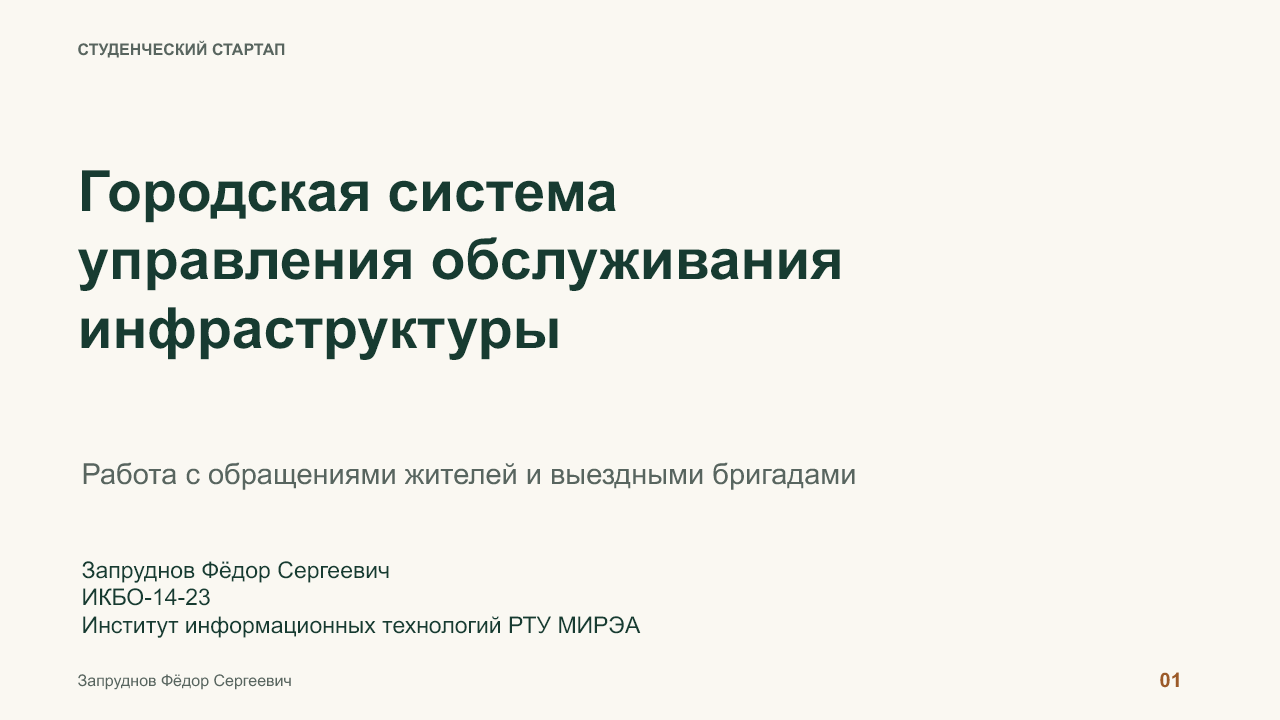 СТУДЕНЧЕСКИЙ СТАРТАП
Городская система
управления обслуживания
инфраструктуры
Работа с обращениями жителей и выездными бригадами
Запруднов Фёдор Сергеевич
ИКБО-14-23
Институт информационных технологий РТУ МИРЭА
Запруднов Фёдор Сергеевич
01